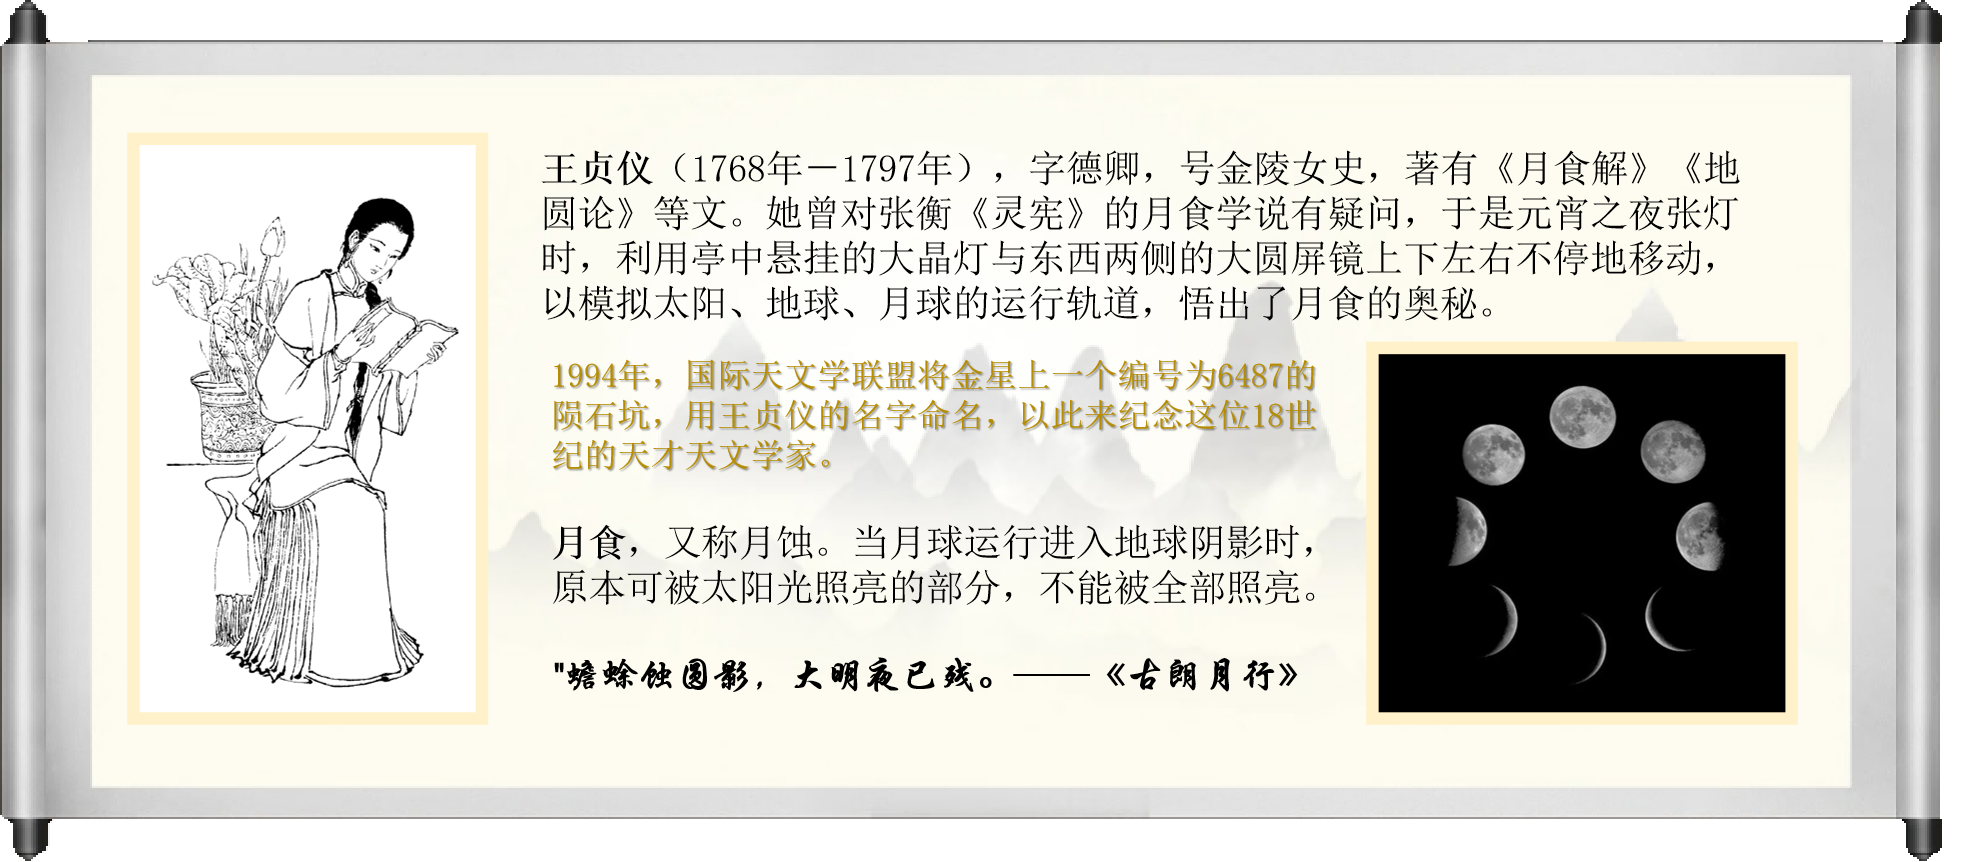 王贞仪（1768年－1797年），字德卿，号金陵女史，著有《月食解》《地
圆论》等文。她曾对张衡《灵宪》的月食学说有疑问，于是元宵之夜张灯
时，利用亭中悬挂的大晶灯与东西两侧的大圆屏镜上下左右不停地移动，
以模拟太阳、地球、月球的运行轨道，悟出了月食的奥秘。
1994年，国际天文学联盟将金星上一个编号为6487的
陨石坑，用王贞仪的名字命名，以此来纪念这位18世
纪的天才天文学家。
月食，又称月蚀。当月球运行进入地球阴影时，
原本可被太阳光照亮的部分，不能被全部照亮。
"蟾蜍蚀圆影，大明夜已残。——《古朗月行》